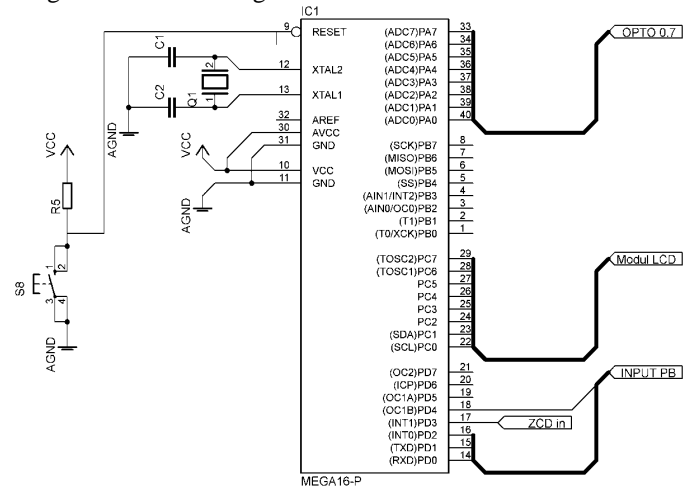 IC1
9 RESET (ADC7)PA7 33 OPTO 0.7
(ADC6)PA6 34
(ADC5)PA5 35
12 XTAL2 (ADC4)PA4 36
(ADC3)PA3 37
13 XTAL1 (ADC2)PA2 38
(ADC1)PA1 39
32 AREF (ADC0)PA0 40
30 AVCC
31 GND (SCK)PB7 8
(MISO)PB6 7
10 VCC (MOSI)PB5 6
11 GND (SS)PB4 5
(AIN1/INT2)PB3 4
(AIN0/OC0)PB2 3
(T1)PB1 2
(T0/XCK)PB0 1
(TOSC2)PC7 29 Modul LCD
(TOSC1)PC6 28
PC5 27
PC4 26
PC3 25
PC2 24
(SDA)PC1 23
(SCL)PC0 22
(OC2)PD7 21 INPUT PB
(ICP)PD6 20
(OC1A)PD5 19
(OC1B)PD4 18
(INT1)PD3 17 ZCD in
(INT0)PD2 16
(TXD)PD1 15
(RXD)PD0 14
MEGA16-P
C1
C2
Q1
2
1
AGND
VCC
AGND
VCC
R5
S8
1
2
3
4
AGND